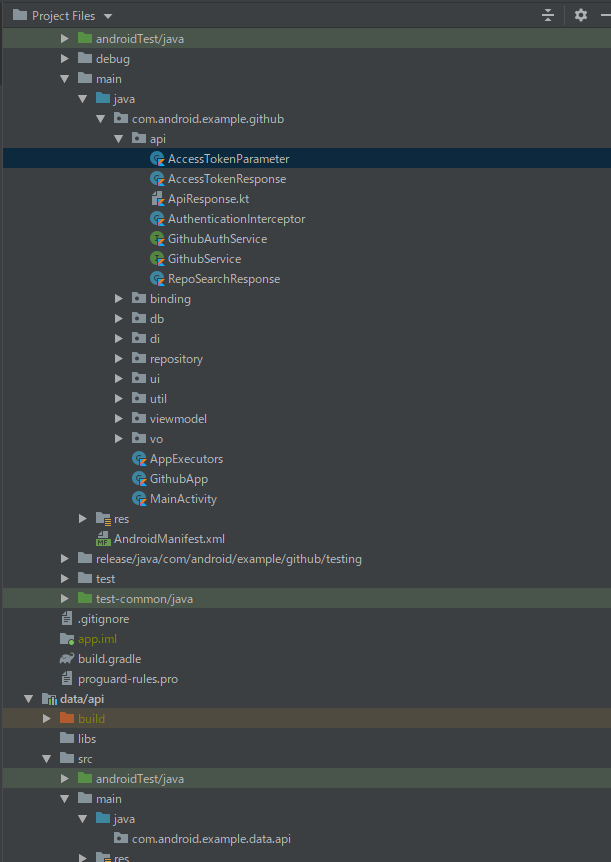 Project Files
androidTest/java
debug
main
java
com.android.example.github
api
AccessTokenParameter
AccessTokenResponse
ApiResponse.kt
AuthenticationInterceptor
GithubAuthService
GithubService
RepoSearchResponse
binding
db
di
repository
ui
util
viewmodel
vo
AppExecutors
GithubApp
MainActivity
res
AndroidManifest.xml
release/java/com/android/example/github/testing
test
test-common/java
.gitignore
app.iml
build.gradle
proguard-rules.pro
data/api
build
libs
src
androidTest/java
main
java
com.android.example.data.api
res